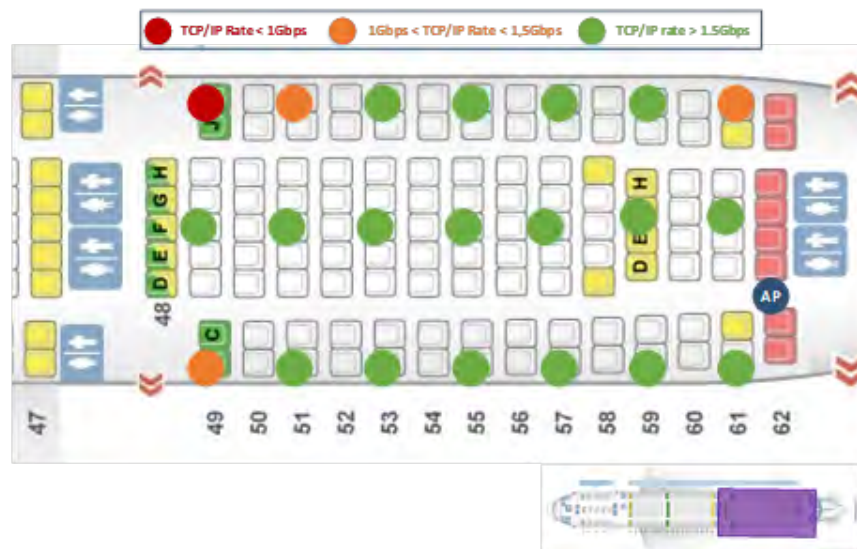 TCP/IP Rate < 1Gbps 1Gbps < TCP/IP Rate < 1,5Gbps TCP/IP rate > 1.5Gbps
J
H
G
F
E
D
H
E
D
AP
C
48
47 49 50 51 52 53 54 55 56 57 58 59 60 61 62